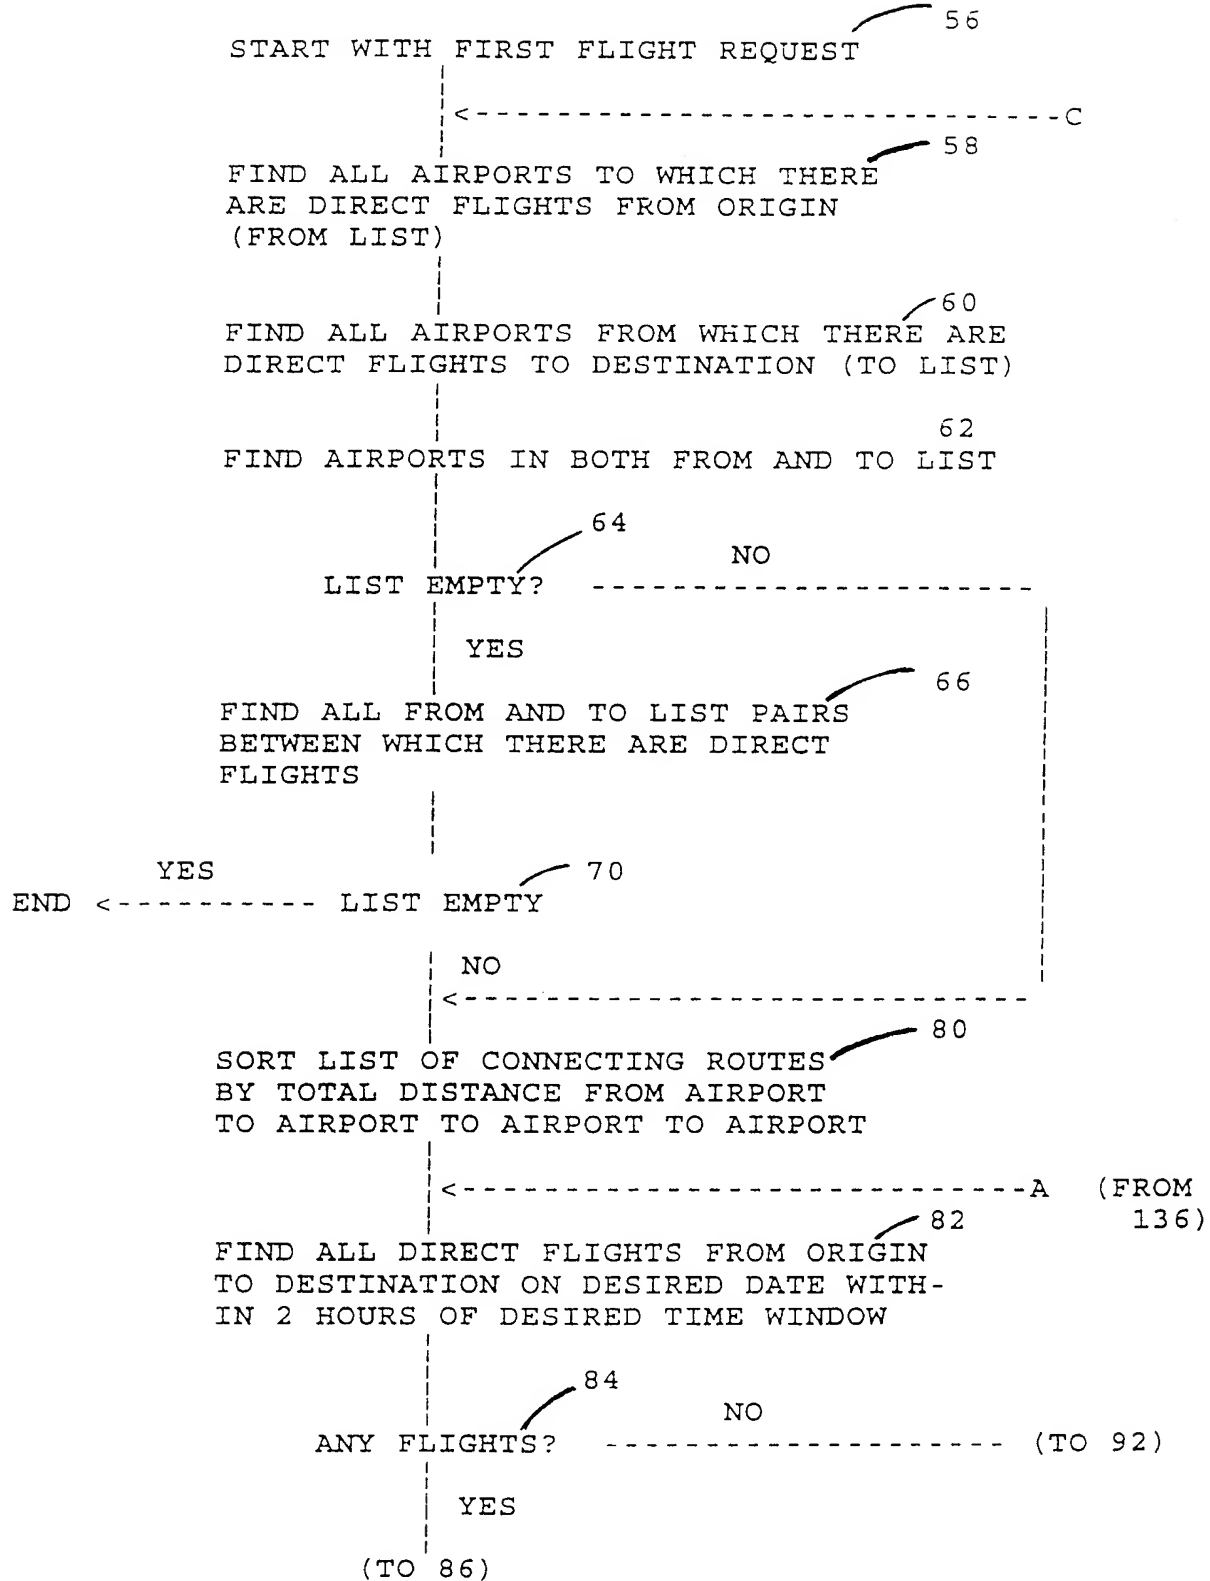 56
START WITH FIRST FLIGHT REQUEST
<-----------------------------C
58
FIND ALL AIRPORTS TO WHICH THERE
ARE DIRECT FLIGHTS FROM ORIGIN
(FROM LIST)
60
FIND ALL AIRPORTS FROM WHICH THERE ARE
DIRECT FLIGHTS TO DESTINATION (TO LIST)
62
FIND AIRPORTS IN BOTH FROM AND TO LIST
64
NO
LIST EMPTY?
YES
66
FIND ALL FROM AND TO LIST PAIRS
BETWEEN WHICH THERE ARE DIRECT
FLIGHTS
YES
70
END <----------- LIST EMPTY
NO
80
SORT LIST OF CONNECTING ROUTES
BY TOTAL DISTANCE FROM AIRPORT
TO AIRPORT TO AIRPORT TO AIRPORT
<----------------------------A (FROM
136)
82
FIND ALL DIRECT FLIGHTS FROM ORIGIN
TO DESTINATION ON DESIRED DATE WITH-
IN 2 HOURS OF DESIRED TIME WINDOW
84
NO
ANY FLIGHTS? -------------------- (TO 92)
YES
(TO 86)